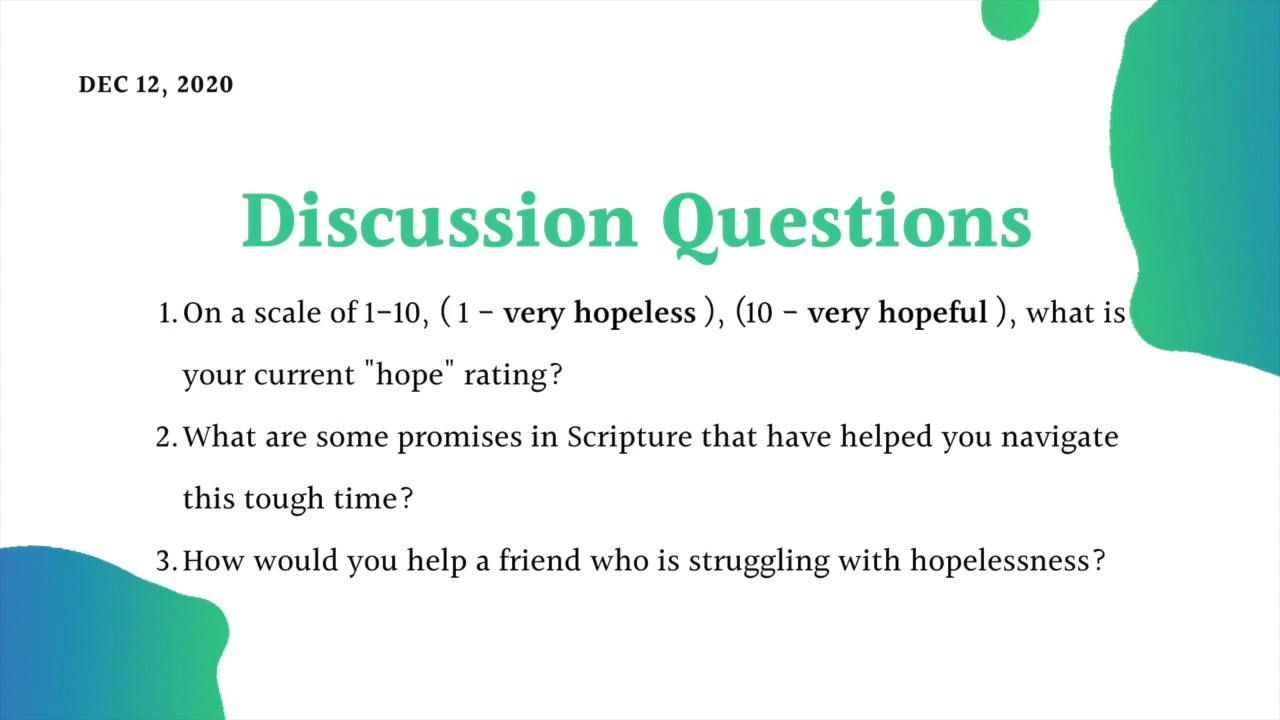 DEC 12, 2020
Discussion Questions
1. On a scale of 1-10, ( 1 - very hopeless ), (10 - very hopeful ), what is
your current "hope" rating?
2. What are some promises in Scripture that have helped you navigate
this tough time?
3. How would you help a friend who is struggling with hopelessness?